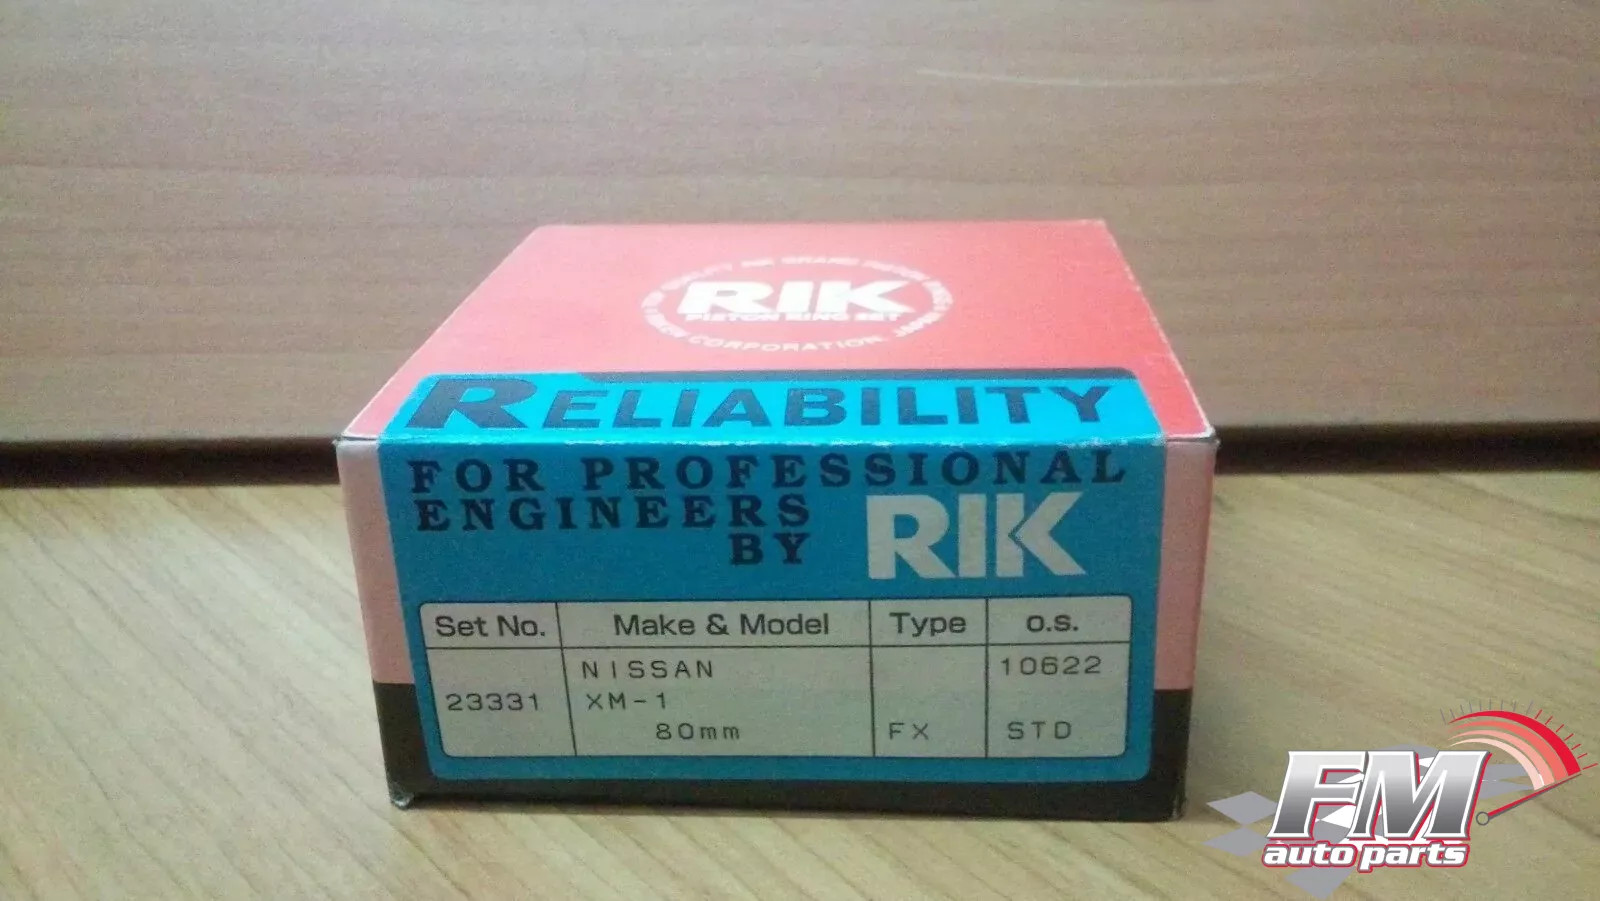 RIK
PISTON RING SET
CORPORATION, JAPAN
RELIABILITY
FOR PROFESSIONAL
ENGINEERS
BY RIK
Set No. Make & Model Type o.s.
NISSAN 10622
23331 XM-1
80mm FX STD
FM
auto parts